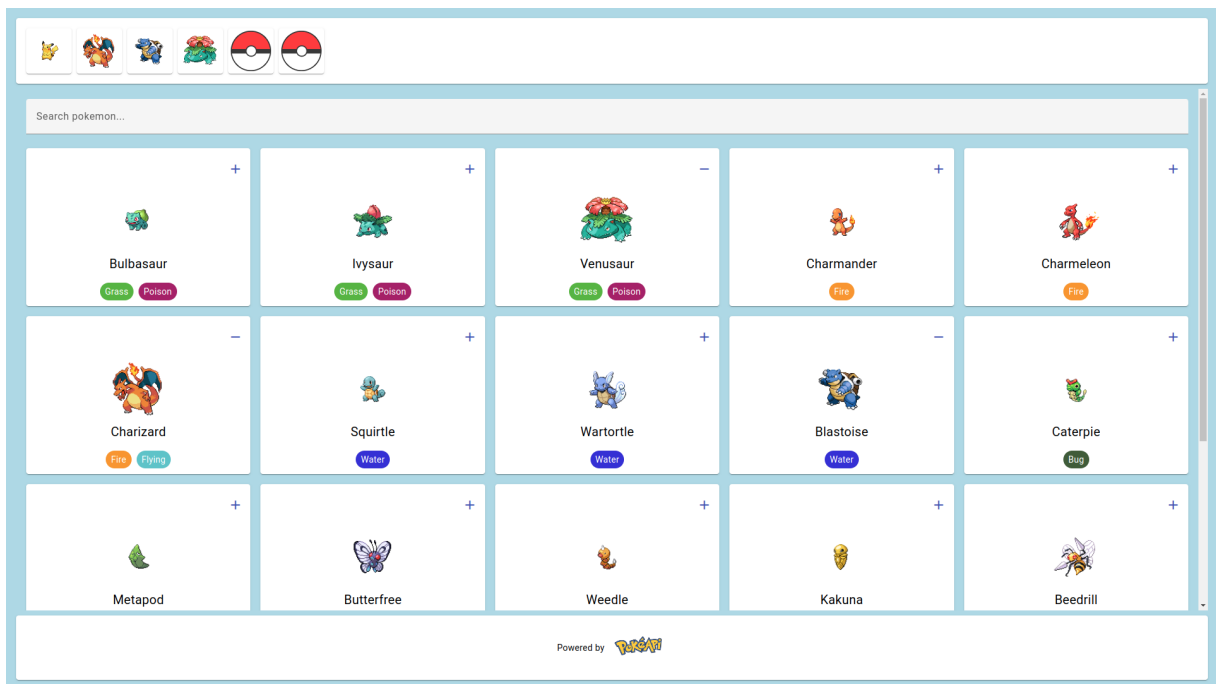 Search pokemon...
+ + − + +
Bulbasaur Ivysaur Venusaur Charmander Charmeleon
Grass Poison Grass Poison Grass Poison Fire Fire
− + + − +
Charizard Squirtle Wartortle Blastoise Caterpie
Fire Flying Water Water Water Bug
+ + + + +
Metapod Butterfree Weedle Kakuna Beedrill
Powered by PokéAPI